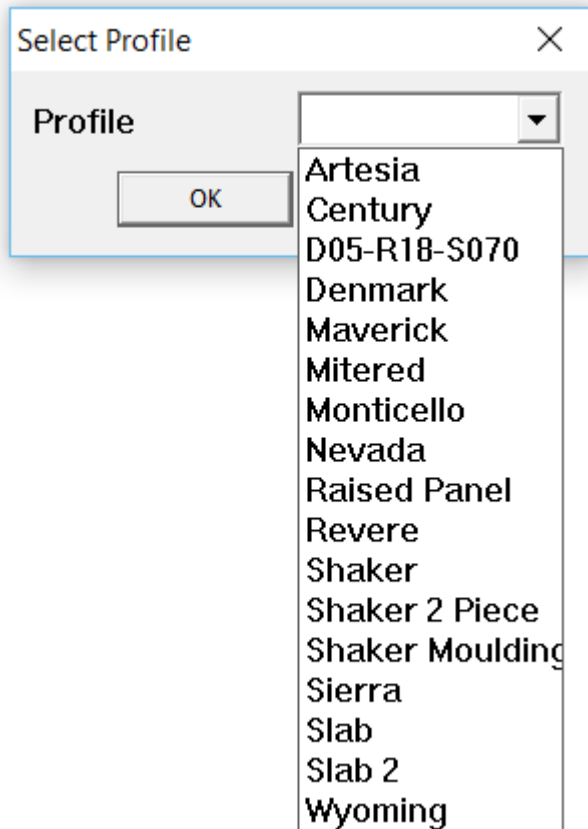 Select Profile
Profile
OK
Artesia
Century
D05-R18-S070
Denmark
Maverick
Mitered
Monticello
Nevada
Raised Panel
Revere
Shaker
Shaker 2 Piece
Shaker Moulding
Sierra
Slab
Slab 2
Wyoming